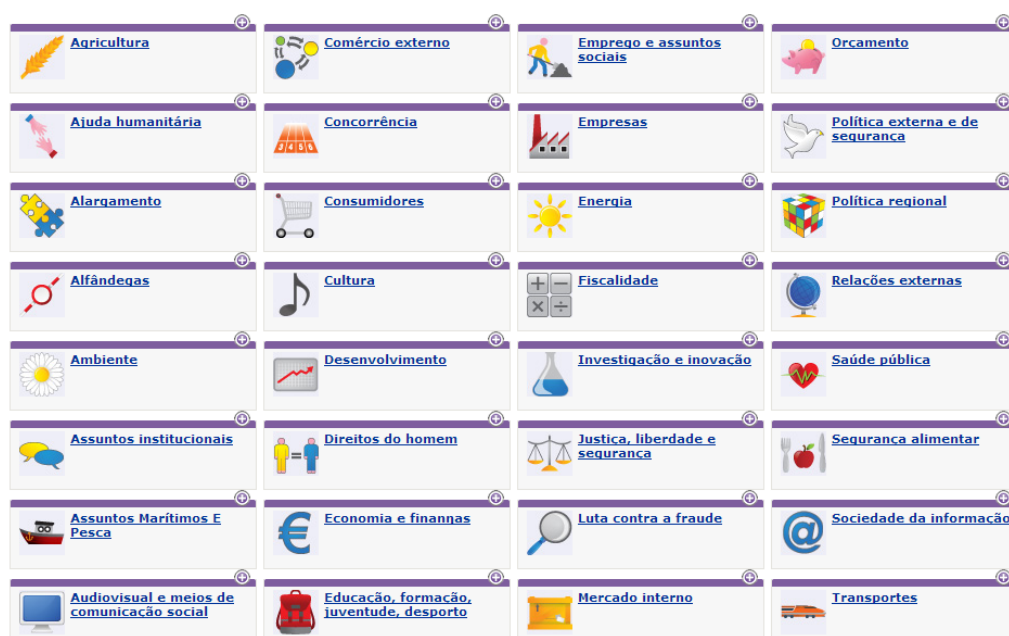 Agricultura
Comércio externo
Emprego e assuntos
sociais
Orçamento
Ajuda humanitária
Concorrência
3456
Empresas
Política externa e de
segurança
Alargamento
Consumidores
Energia
Política regional
Alfândegas
Cultura
Fiscalidade
Relações externas
Ambiente
Desenvolvimento
Investigação e inovação
Saúde pública
Assuntos institucionais
Direitos do homem
Justiça, liberdade e
segurança
Segurança alimentar
Assuntos Marítimos E
Pesca
Economia e finanças
Luta contra a fraude
Sociedade da informação
Audiovisual e meios de
comunicação social
Educação, formação,
juventude, desporto
Mercado interno
Transportes